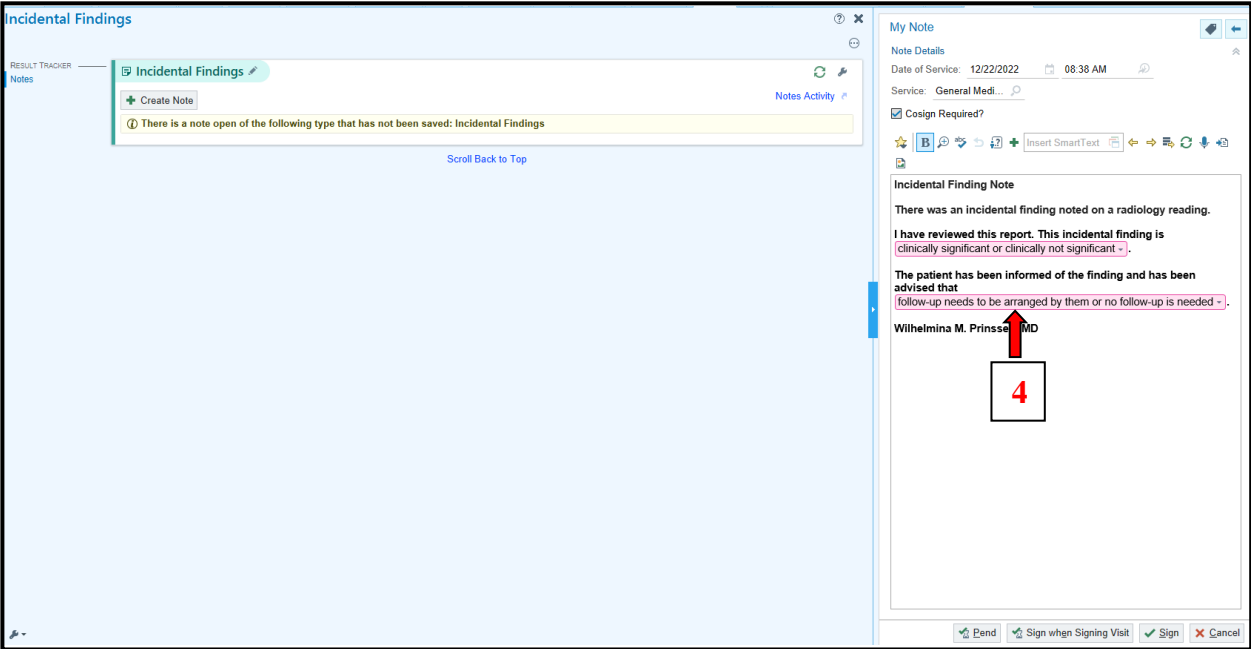 Incidental Findings
RESULT TRACKER
Notes
Incidental Findings
Create Note
Notes Activity
There is a note open of the following type that has not been saved: Incidental Findings
Scroll Back to Top
My Note
Note Details
Date of Service: 12/22/2022 08:38 AM
Service: General Medi...
Cosign Required?
B abc Insert SmartText
Incidental Finding Note
There was an incidental finding noted on a radiology reading.
I have reviewed this report. This incidental finding is
clinically significant or clinically not significant .
The patient has been informed of the finding and has been
advised that
follow-up needs to be arranged by them or no follow-up is needed .
Wilhelmina M. Prinsse MD
4
Pend Sign when Signing Visit Sign Cancel